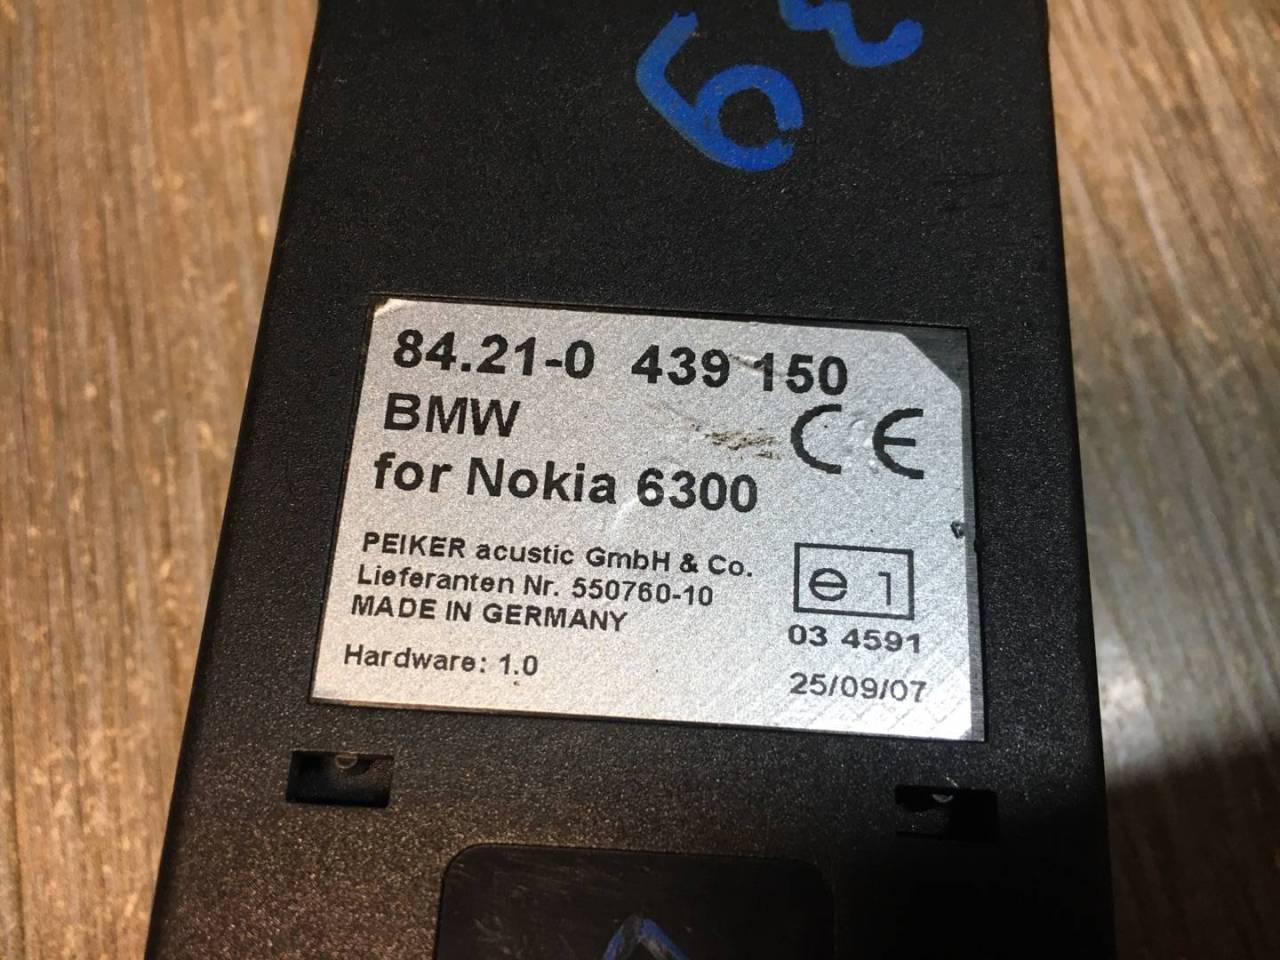 84.21-0 439 150
BMW
CE
for Nokia 6300
PEIKER acustic GmbH & Co.
Lieferanten Nr. 550760-10
MADE IN GERMANY
Hardware: 1.0
e 1
03 4591
25/09/07